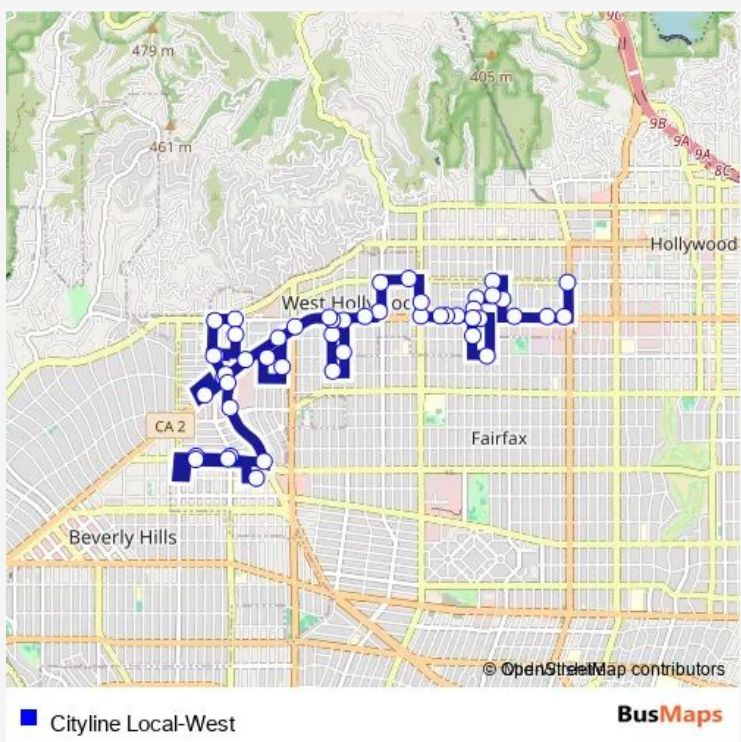 9C
479 m
405 m
9B
9A
9A
8C
461 m
Hollywood
West Hollywood
CA 2
Fairfax
Beverly Hills
© OpenStreetMap contributors
Cityline Local-West
BusMaps